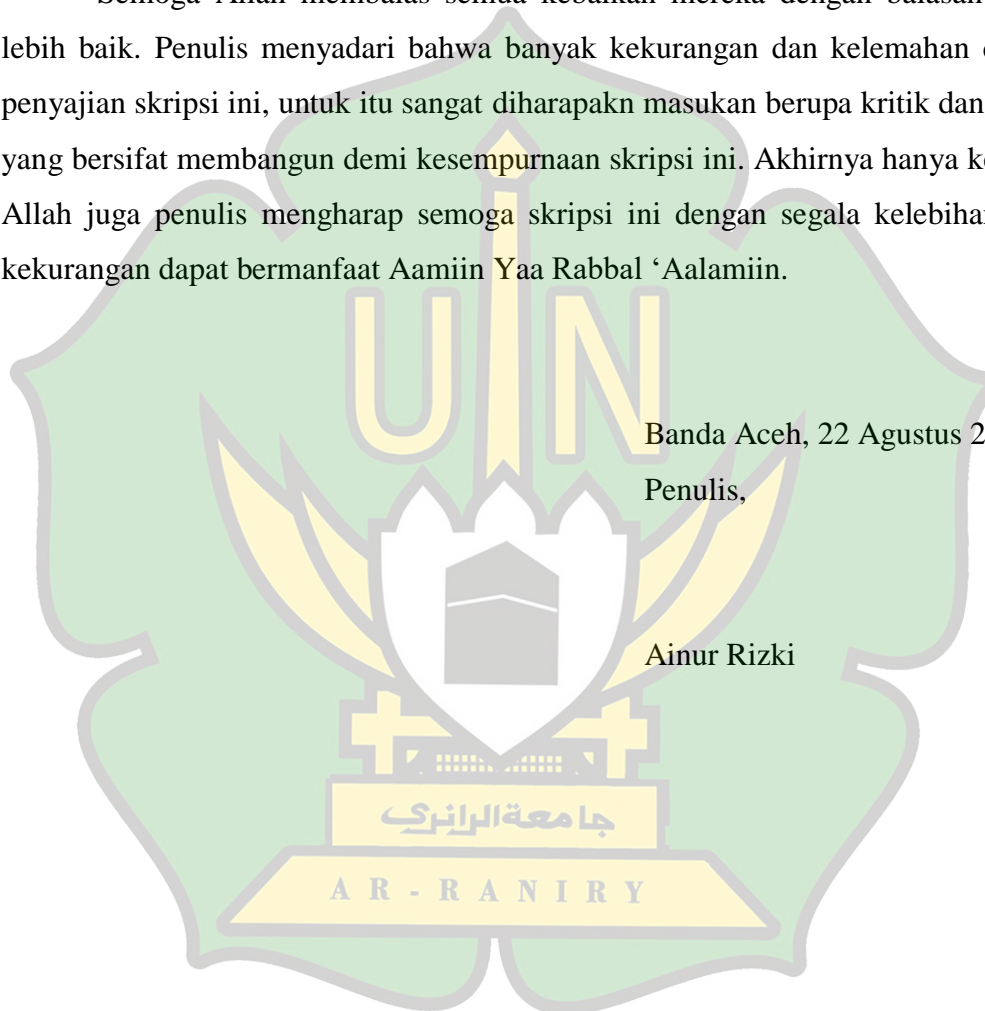 Semoga Allah membalas semua kebaikan mereka dengan balasan
lebih baik. Penulis menyadari bahwa banyak kekurangan dan kelemahan
penyajian skripsi ini, untuk itu sangat diharapakn masukan berupa kritik dan
yang bersifat membangun demi kesempurnaan skripsi ini. Akhirnya hanya
Allah juga penulis mengharap semoga skripsi ini dengan segala kelebihan
kekurangan dapat bermanfaat Aamiin Yaa Rabbal ‘Aalamiin.
UIN
Banda Aceh, 22 Agustus 2
Penulis,
Ainur Rizki
جامعة الرانري
AR-RANIRY